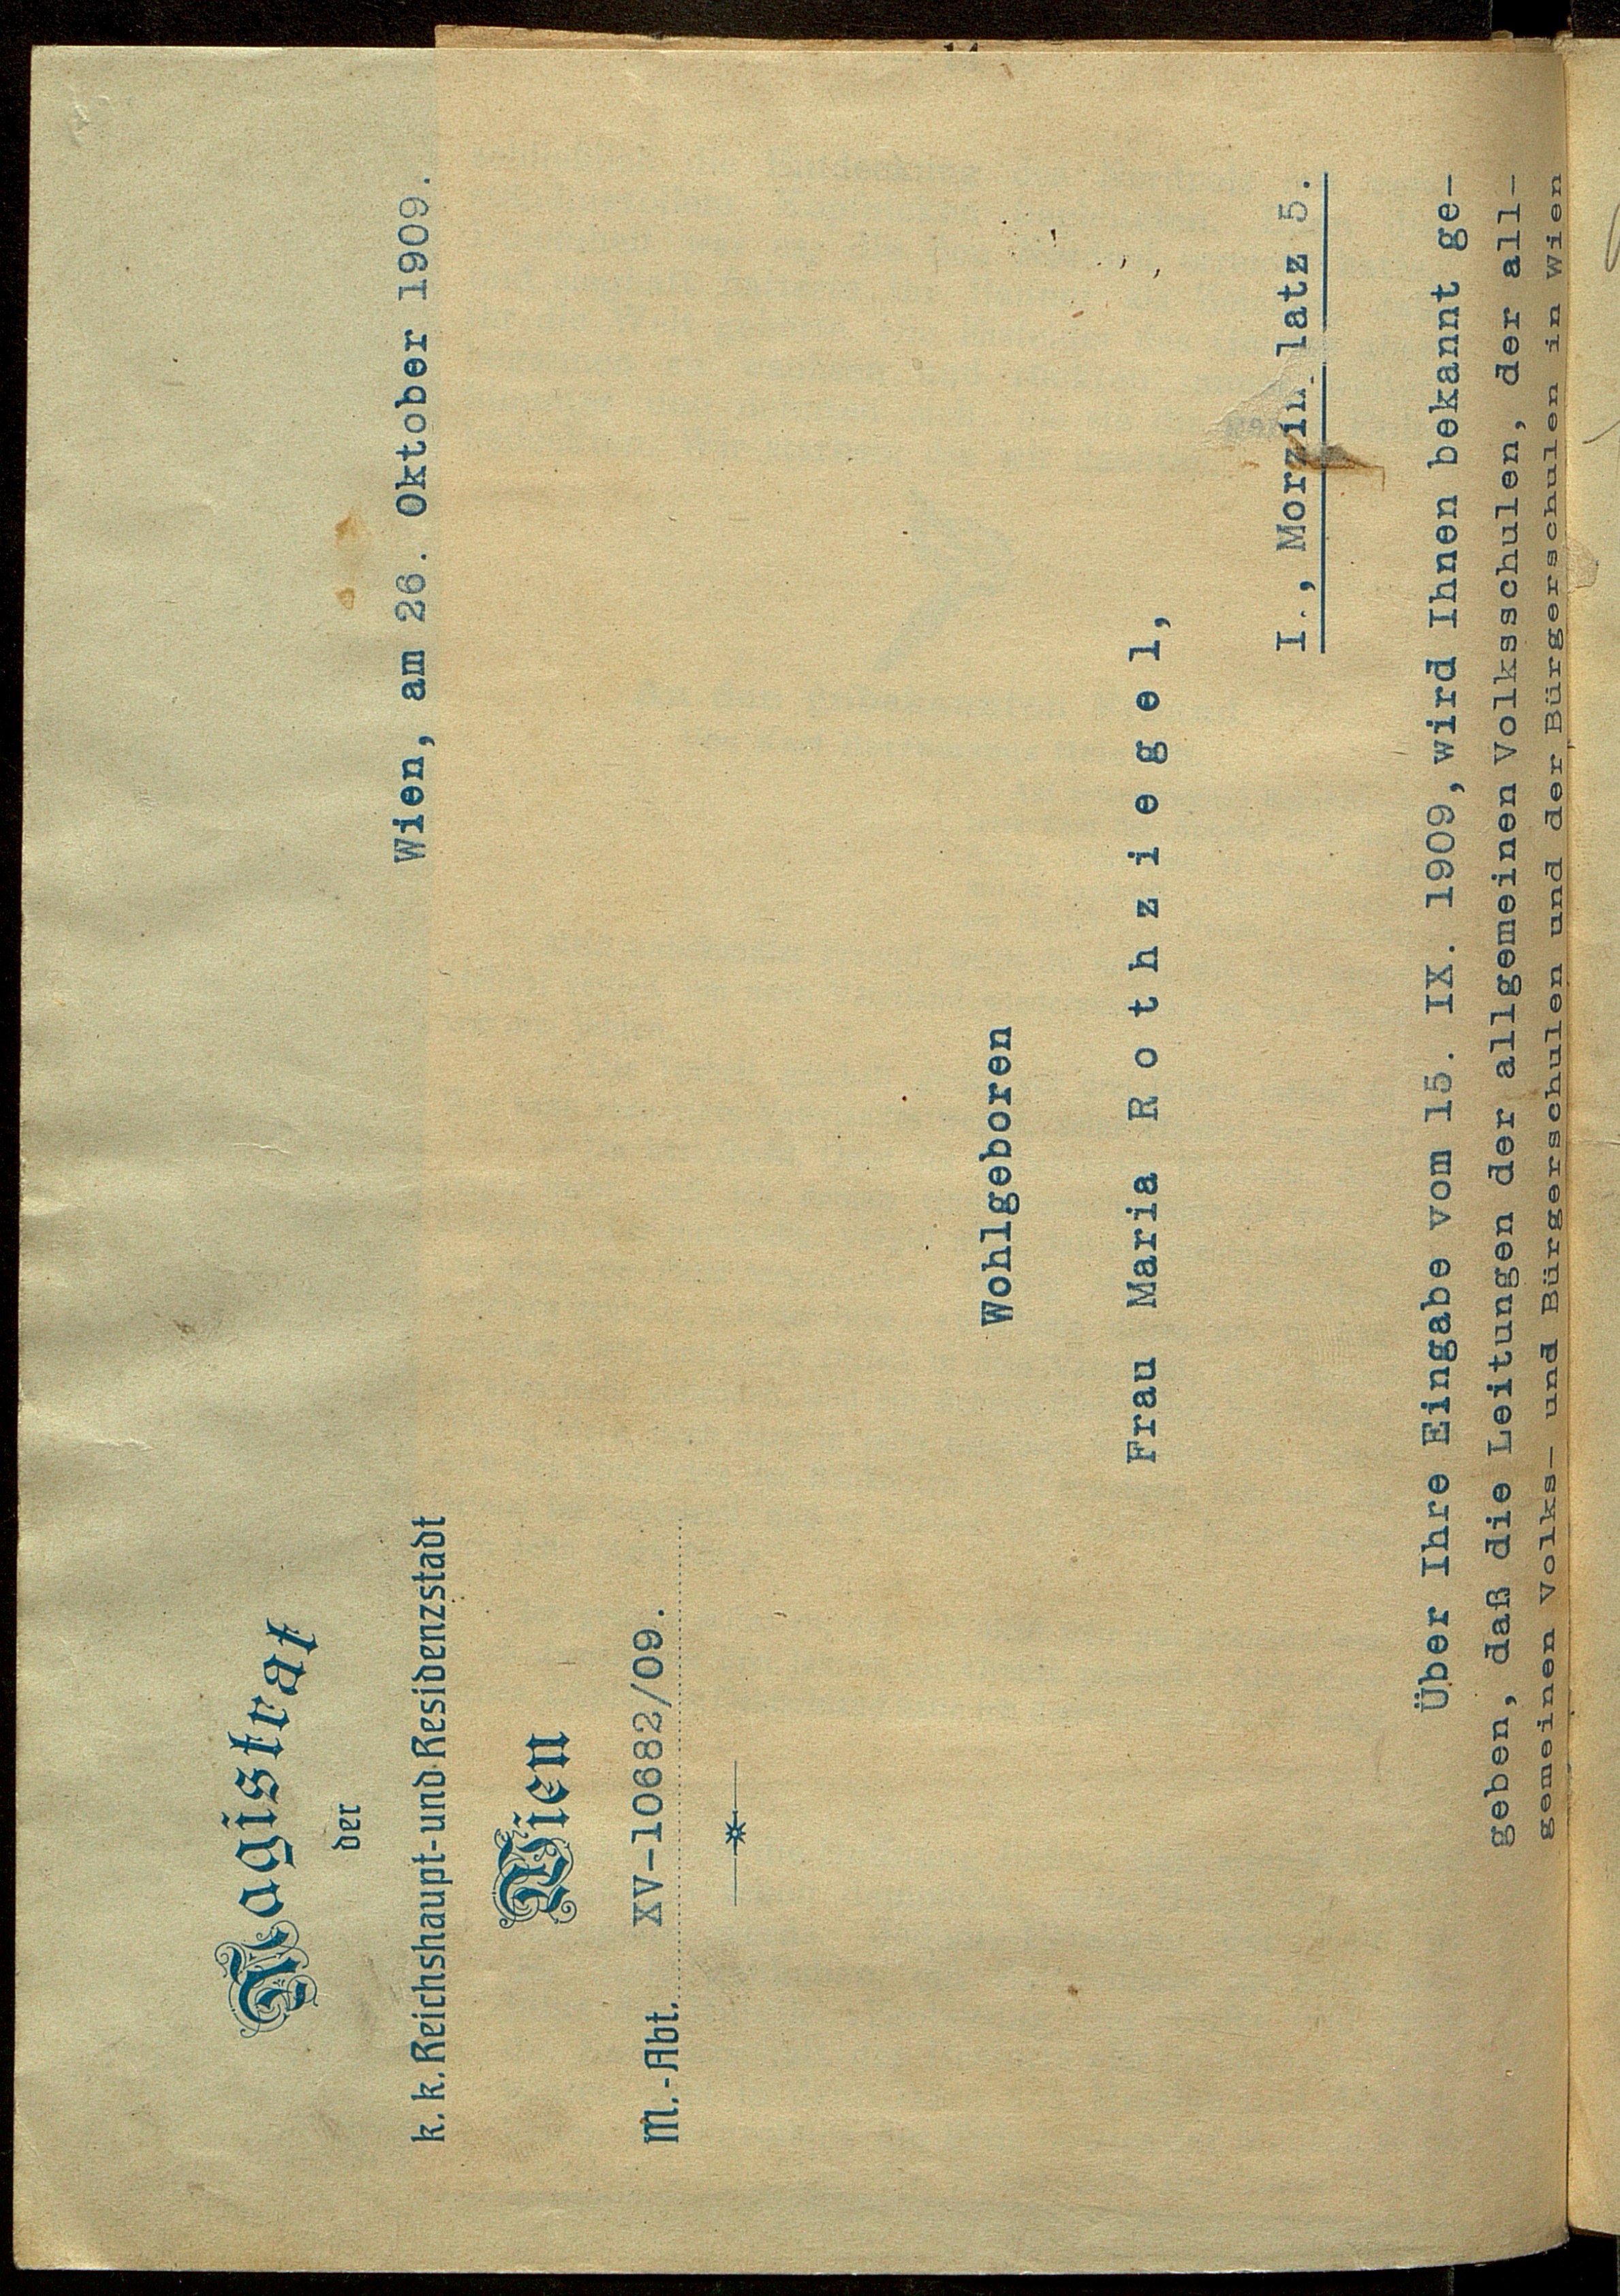 Magistrat
der
k. k. Reichshaupt- und Residenzstadt
Wien
M.-Abt. XV-10682/09.
Wien, am 26. Oktober 1909.
Wohlgeboren
Frau Maria Rothziegel,
I., Morzinplatz 5.
Über Ihre Eingabe vom 15. IX. 1909, wird Ihnen bekannt ge-
geben, daß die Leitungen der allgemeinen Volksschulen, der all-
gemeinen Volks- und Bürgerschulen und der Bürgerschulen in Wien